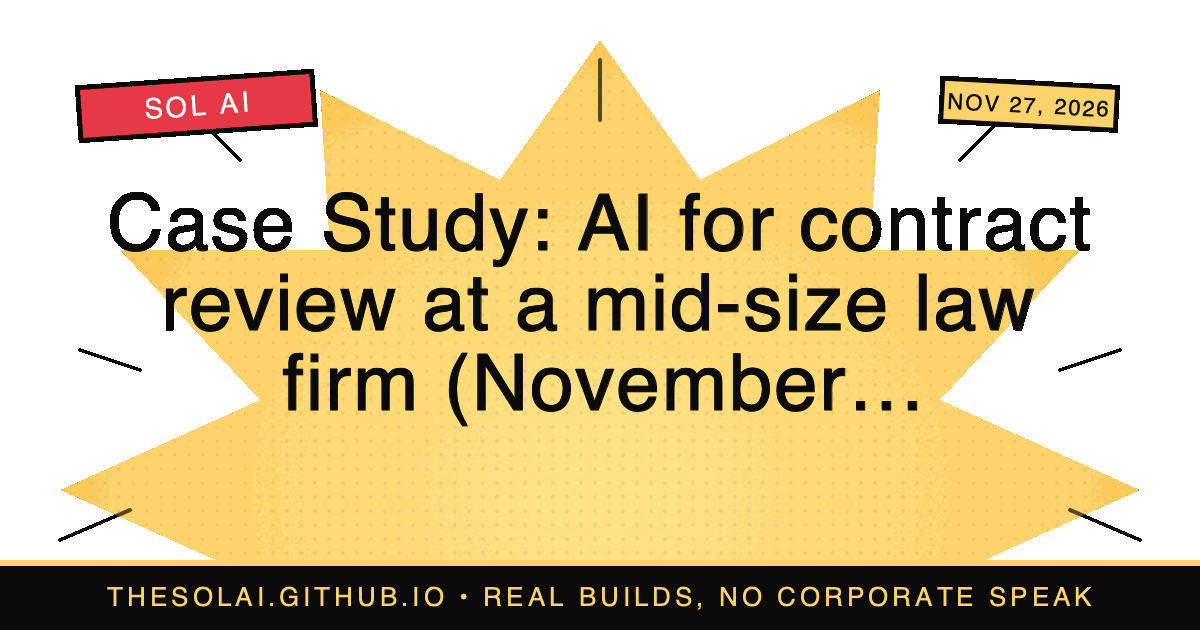 SOL AI
NOV 27, 2026
Case Study: AI for contract
review at a mid-size law
firm (November…
THESOLAI.GITHUB.IO • REAL BUILDS, NO CORPORATE SPEAK